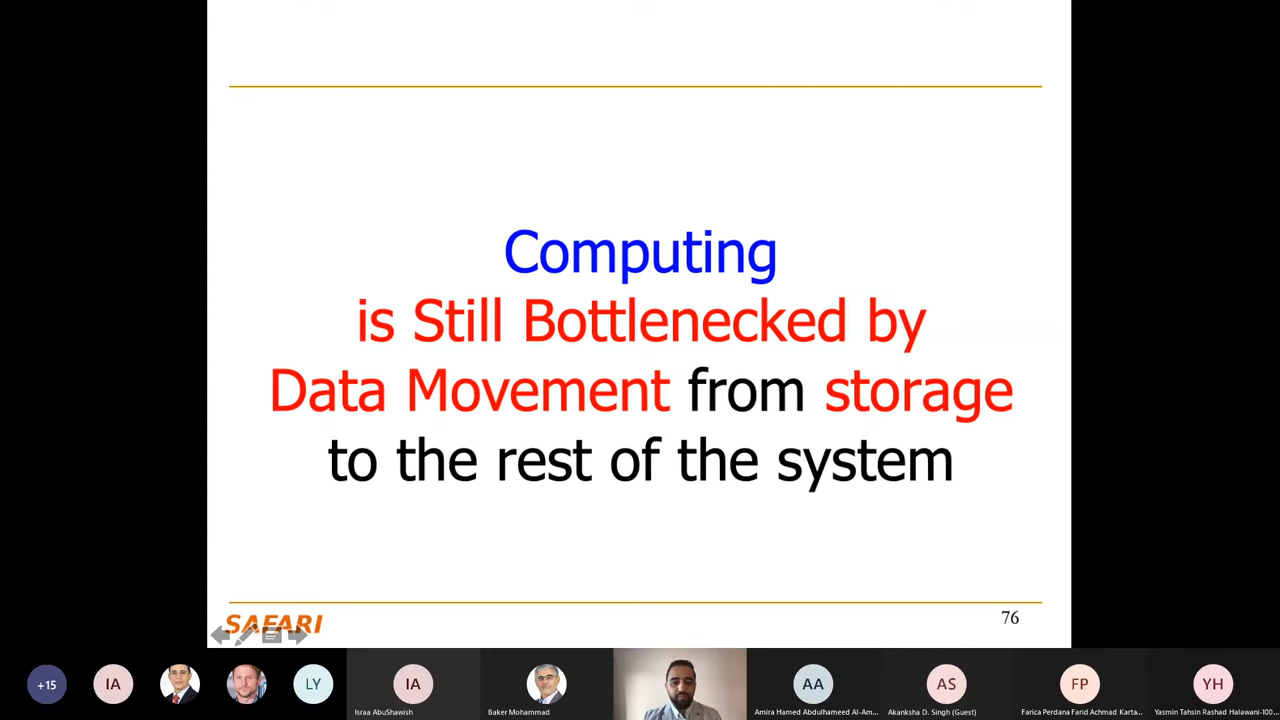 Computing
is Still Bottlenecked by
Data Movement from storage
to the rest of the system
SAFARI
76
+15
IA
LY
IA
AA
AS
FP
YH
Israa AbuShawish
Baker Mohammad
Amira Hamed Abdulhameed Al-Am...
Akanksha D. Singh (Guest)
Farica Perdana Farid Achmad Karta...
Yasmin Tahsin Rashad Halawani-100...